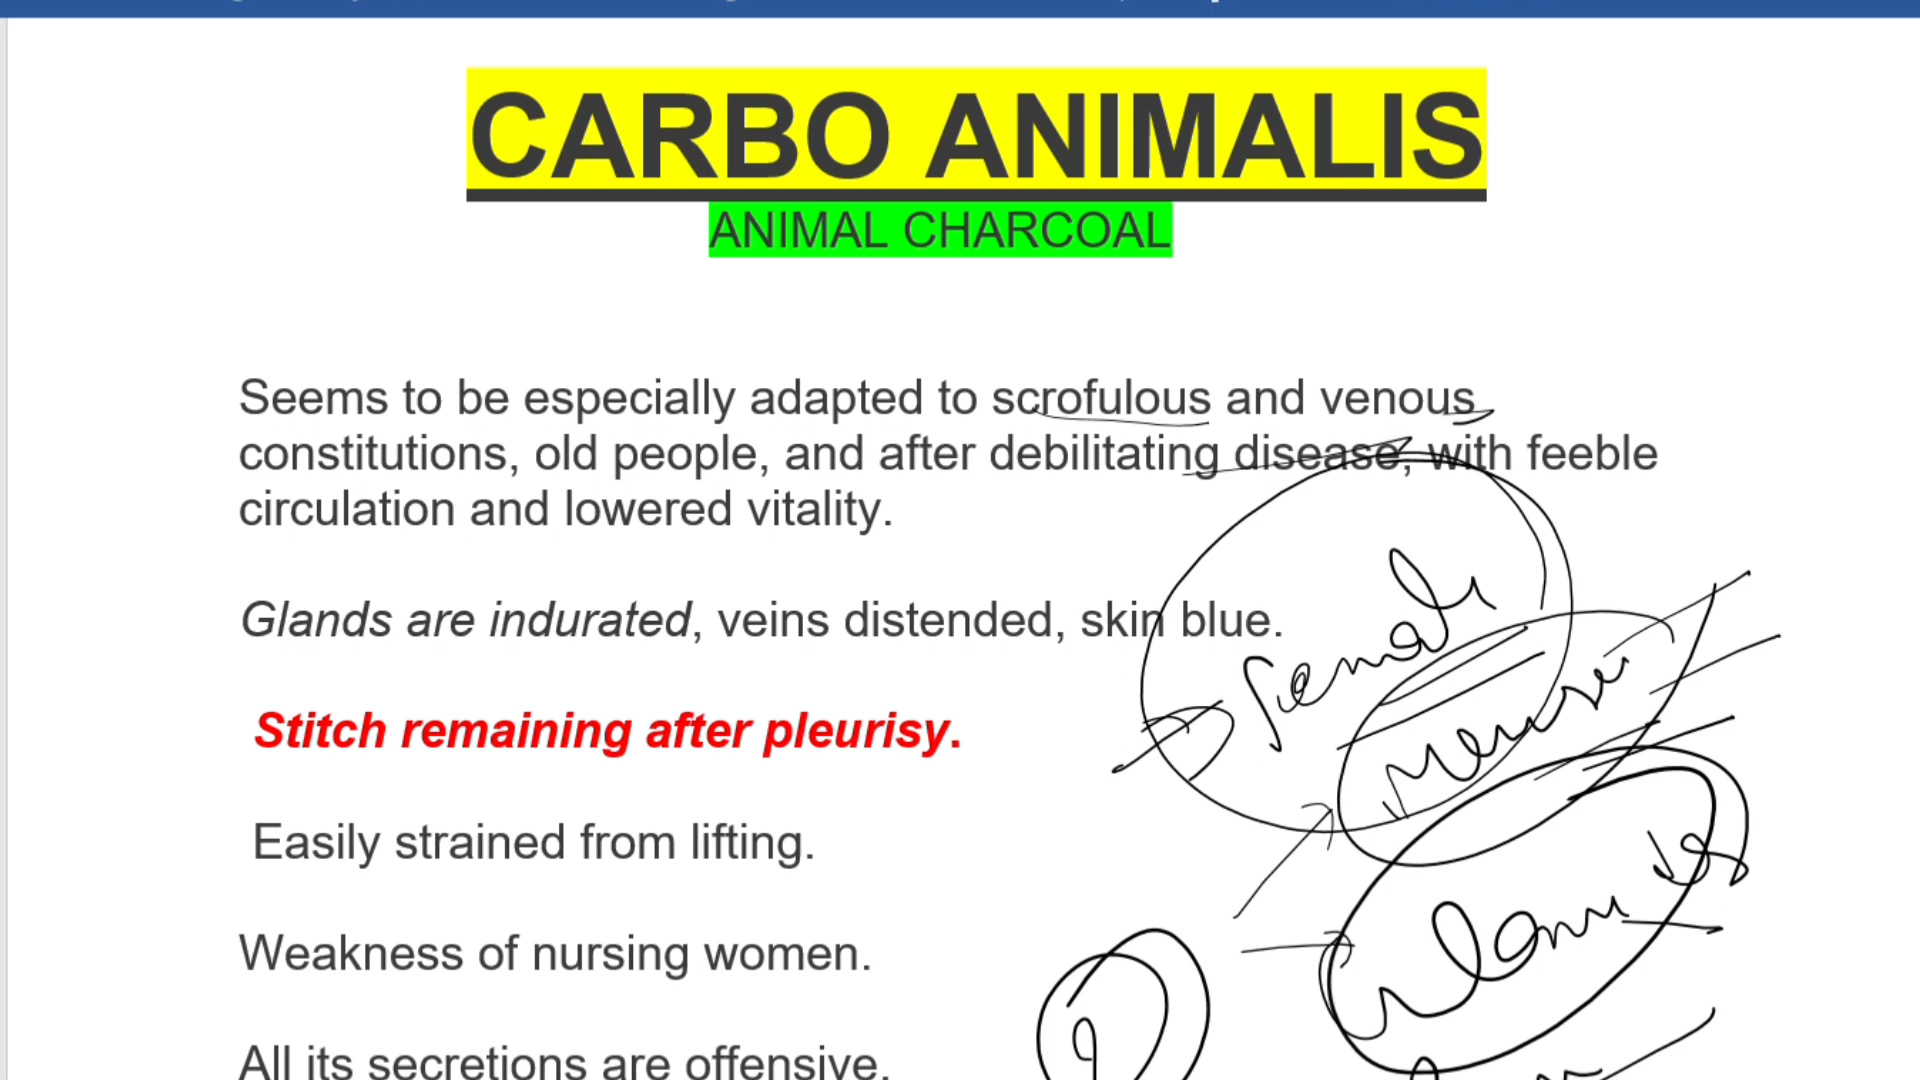 CARBO ANIMALIS
ANIMAL CHARCOAL
Seems to be especially adapted to scrofulous and venous
constitutions, old people, and after debilitating disease, with feeble
circulation and lowered vitality.
Glands are indurated, veins distended, skin blue.
Stitch remaining after pleurisy.
Easily strained from lifting.
Weakness of nursing women.
All its secretions are offensive.